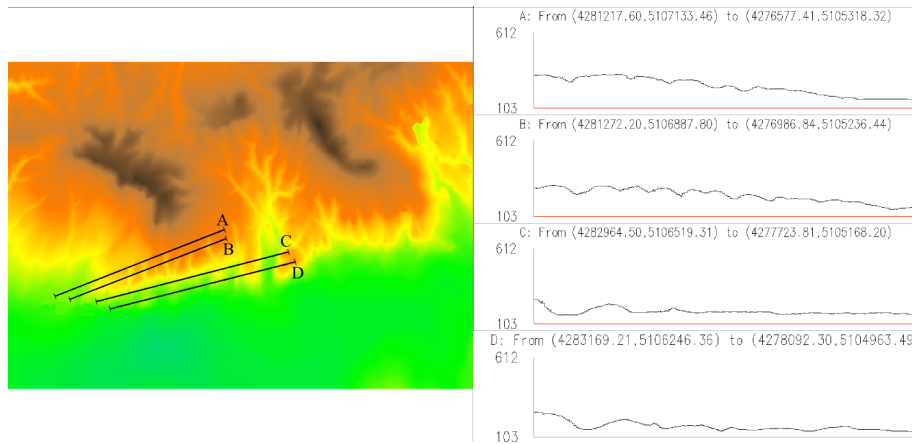 A: From (4281217.60,5107133.46) to (4276577.41,5105318.32)
612
103
B: From (4281272.20,5106887.80) to (4276986.84,5105236.44)
612
103
C: From (4282964.50,5106519.31) to (4277723.81,5105168.20)
612
103
D: From (4283169.21,5106246.36) to (4278092.30,5104963.49
612
103
A
B
C
D